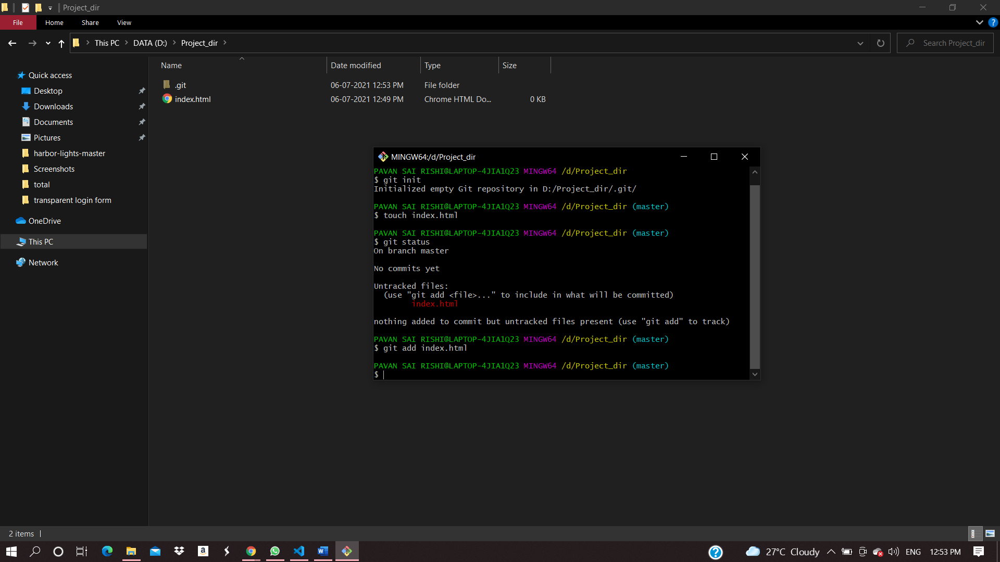 Project_dir
File Home Share View
This PC DATA (D:) Project_dir
Search Project_dir
Name Date modified Type Size
.git 06-07-2021 12:53 PM File folder
index.html 06-07-2021 12:49 PM Chrome HTML Do... 0 KB
Quick access
Desktop
Downloads
Documents
Pictures
harbor-lights-master
Screenshots
total
transparent login form
OneDrive
This PC
Network
MINGW64:/d/Project_dir
PAVAN SAI RISHI@LAPTOP-4JIA1Q23 MINGW64 /d/Project_dir
$ git init
Initialized empty Git repository in D:/Project_dir/.git/
PAVAN SAI RISHI@LAPTOP-4JIA1Q23 MINGW64 /d/Project_dir (master)
$ touch index.html
PAVAN SAI RISHI@LAPTOP-4JIA1Q23 MINGW64 /d/Project_dir (master)
$ git status
On branch master
No commits yet
Untracked files:
(use "git add <file>..." to include in what will be committed)
index.html
nothing added to commit but untracked files present (use "git add" to track)
PAVAN SAI RISHI@LAPTOP-4JIA1Q23 MINGW64 /d/Project_dir (master)
$ git add index.html
PAVAN SAI RISHI@LAPTOP-4JIA1Q23 MINGW64 /d/Project_dir (master)
$
2 items
27°C Cloudy ENG 12:53 PM